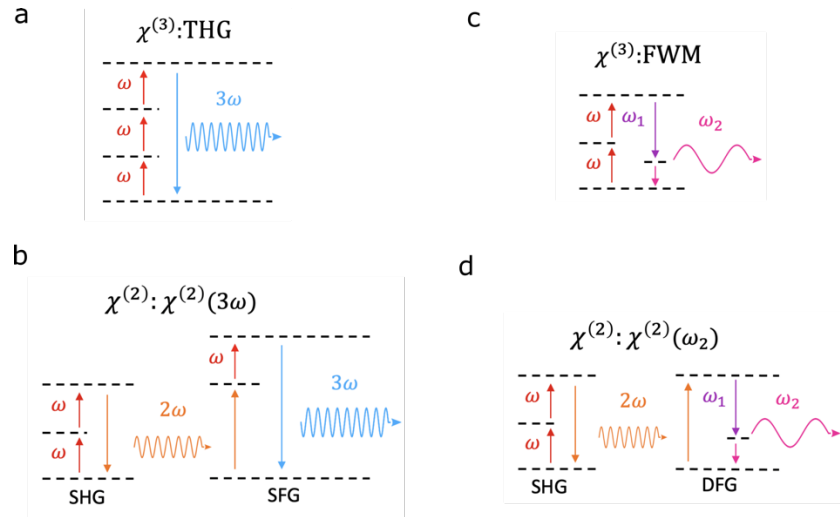 a
χ⁽³⁾:THG
ω
3ω
ω
ω
b
χ⁽²⁾: χ⁽²⁾(3ω)
ω
3ω
ω
2ω
ω
SHG
SFG
c
χ⁽³⁾:FWM
ω
ω₁
ω₂
ω
d
χ⁽²⁾: χ⁽²⁾(ω₂)
ω
2ω
ω₁
ω₂
ω
SHG
DFG